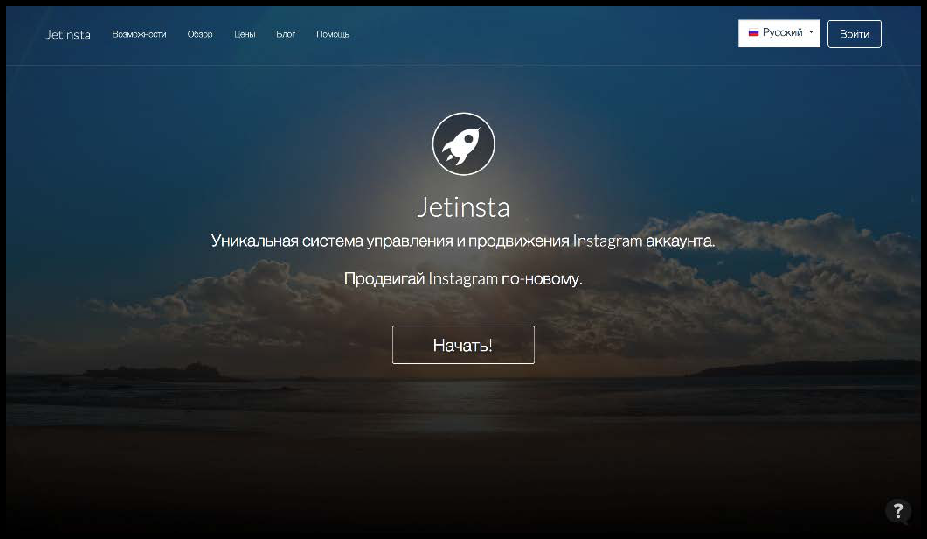 Jetinsta Возможности Обзор Цены Блог Помощь Русский Войти
Jetinsta
Уникальная система управления и продвижения Instagram аккаунта.
Продвигай Instagram по-новому.
Начать!
?